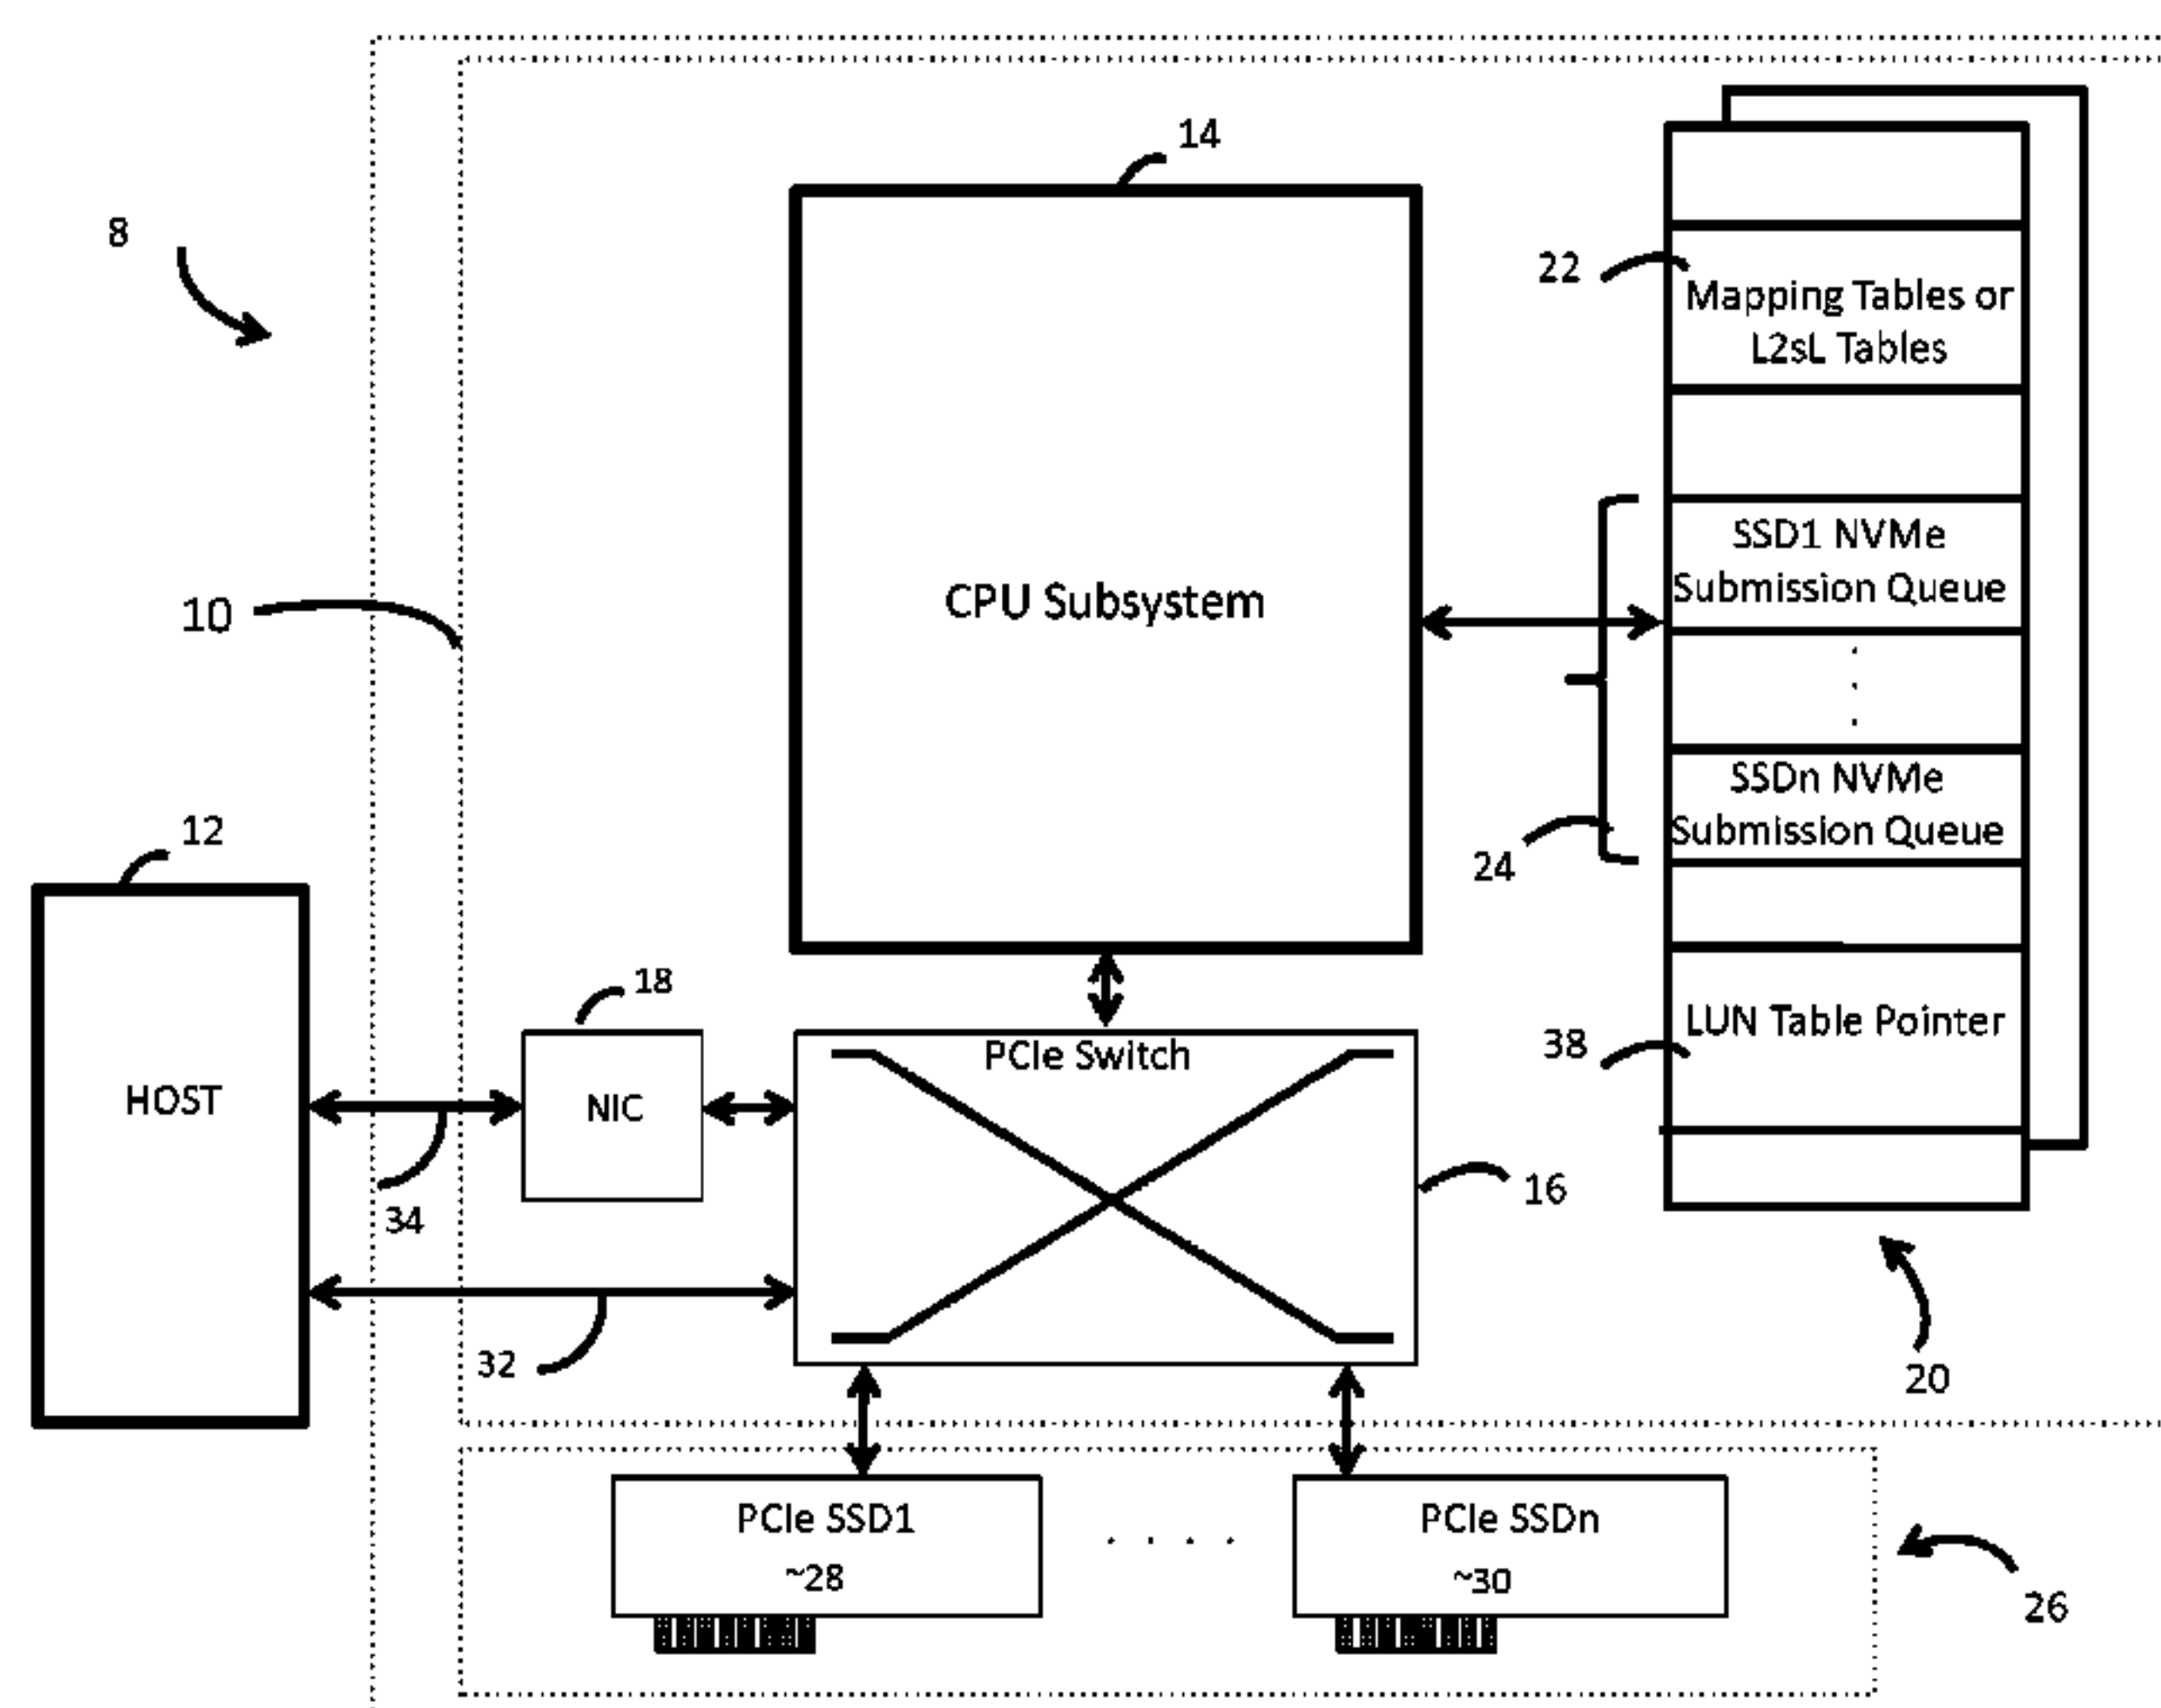 14
8
22
Mapping Tables or
L2sL Tables
SSD1 NVMe
Submission Queue
CPU Subsystem
10
.
.
.
SSDn NVMe
Submission Queue
24
12
18
LUN Table Pointer
38
PCIe Switch
HOST
NIC
16
34
32
20
PCIe SSD1
~28
. . . .
PCIe SSDn
~30
26